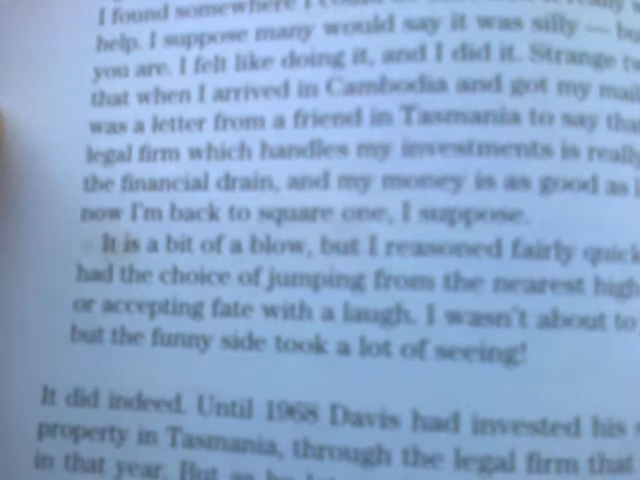 I found somewhere I
help. I suppose many would say it was silly — but
you are. I felt like doing it, and I did it. Strange
that when I arrived in Cambodia and got my mail
was a letter from a friend in Tasmania to say that
legal firm which handles my investments is really
the financial drain, and my money is as good as
now I'm back to square one, I suppose.
It is a bit of a blow, but I reasoned fairly quick
had the choice of jumping from the nearest high
or accepting fate with a laugh. I wasn't about to
but the funny side took a lot of seeing!
It did indeed. Until 1968 Davis had invested his
property in Tasmania, through the legal firm that
in that year. But as he